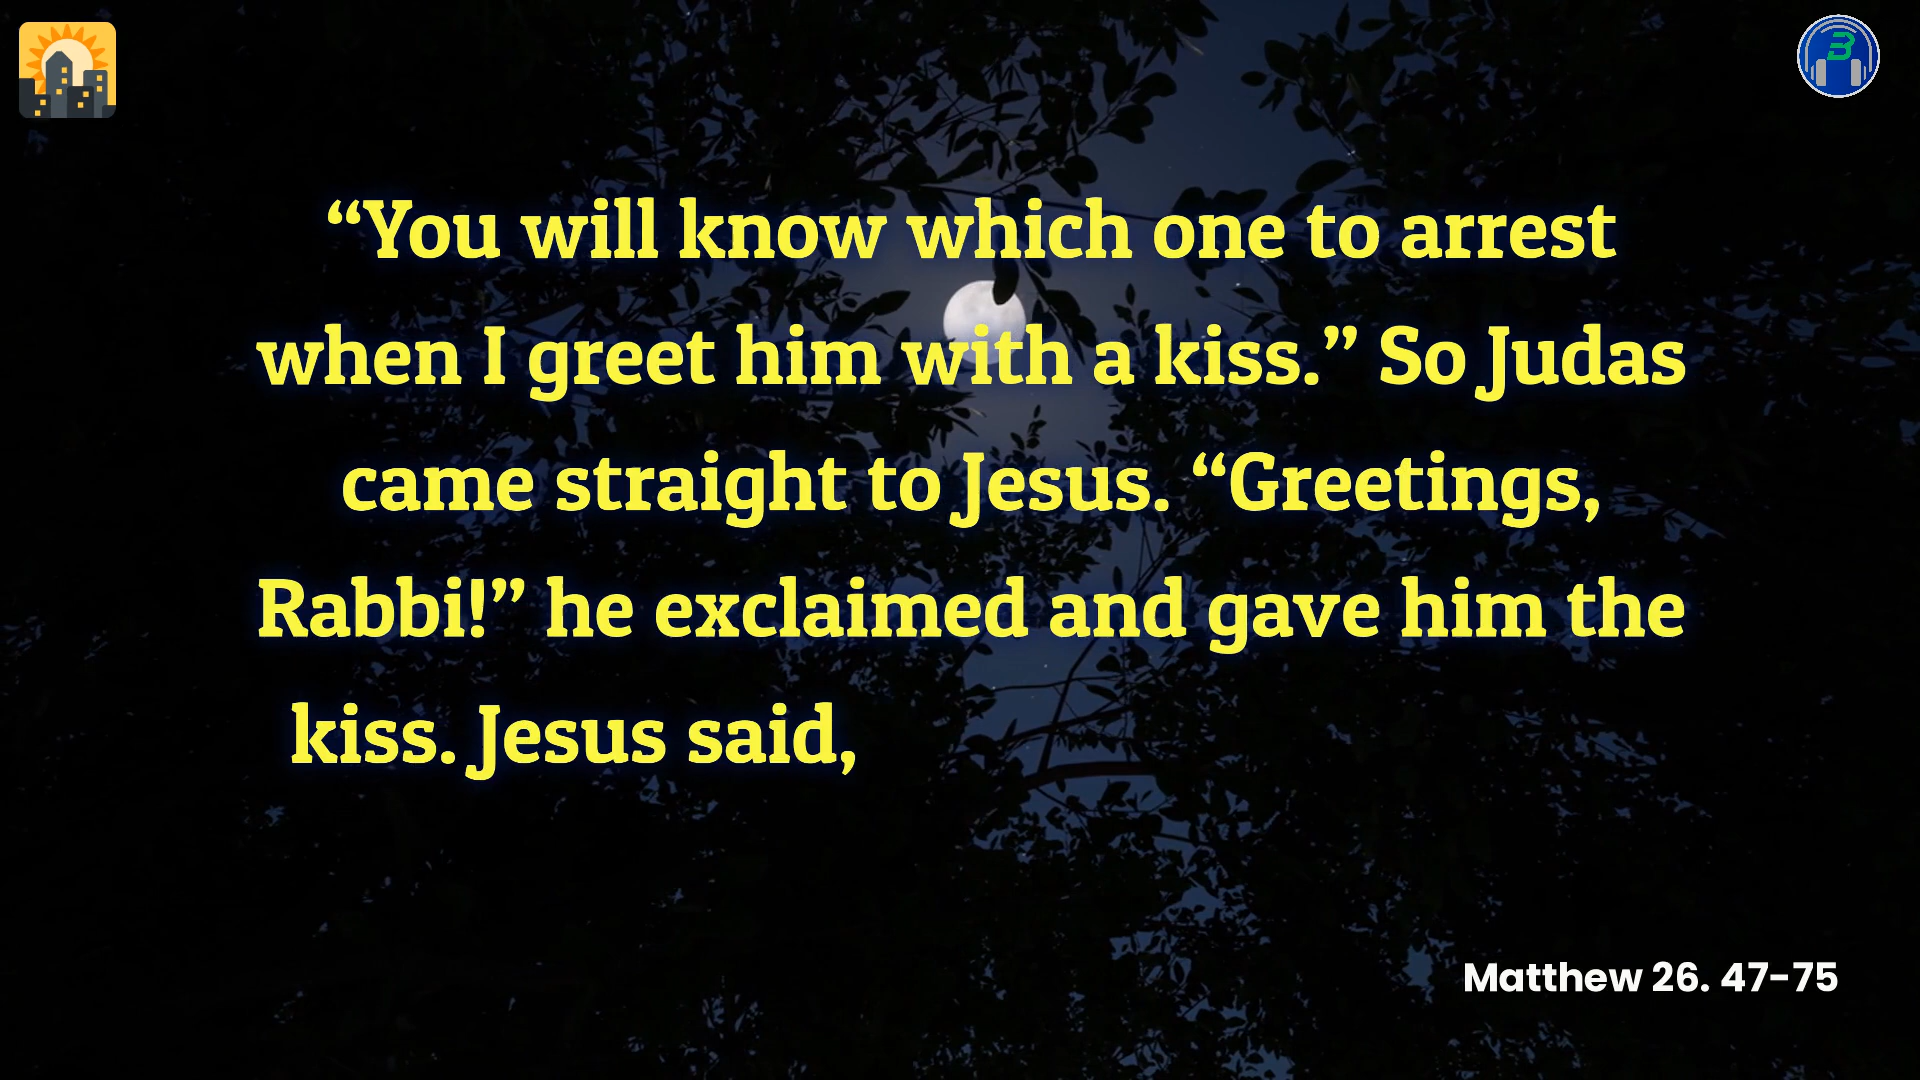 “You will know which one to arrest
when I greet him with a kiss.” So Judas
came straight to Jesus. “Greetings,
Rabbi!” he exclaimed and gave him the
kiss. Jesus said,
Matthew 26. 47-75
B